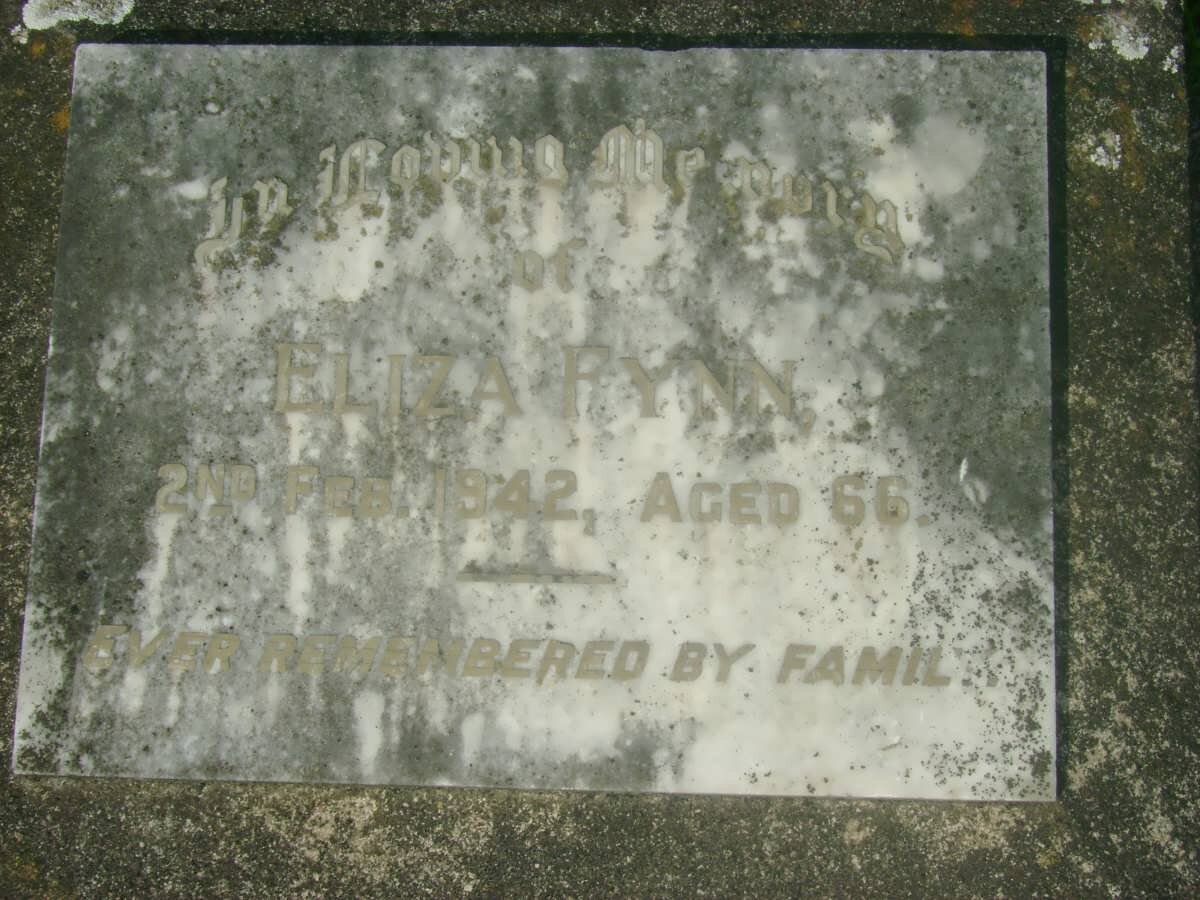 In Loving Memory
of
ELIZA FYNN,
2ND FEB. 1942, AGED 66.
EVER REMEMBERED BY FAMILY.